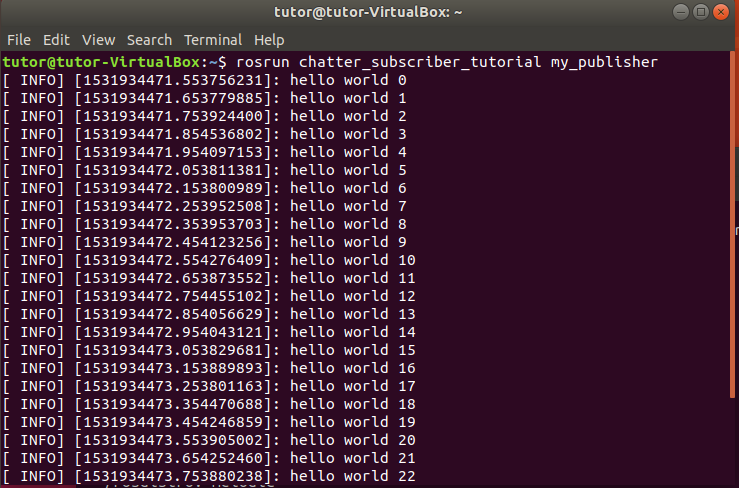 tutor@tutor-VirtualBox: ~
File Edit View Search Terminal Help
tutor@tutor-VirtualBox:~$ rosrun chatter_subscriber_tutorial my_publisher
[ INFO] [1531934471.553756231]: hello world 0
[ INFO] [1531934471.653779885]: hello world 1
[ INFO] [1531934471.753924400]: hello world 2
[ INFO] [1531934471.854536802]: hello world 3
[ INFO] [1531934471.954097153]: hello world 4
[ INFO] [1531934472.053811381]: hello world 5
[ INFO] [1531934472.153800989]: hello world 6
[ INFO] [1531934472.253952508]: hello world 7
[ INFO] [1531934472.353953703]: hello world 8
[ INFO] [1531934472.454123256]: hello world 9
[ INFO] [1531934472.554276409]: hello world 10
[ INFO] [1531934472.653873552]: hello world 11
[ INFO] [1531934472.754455102]: hello world 12
[ INFO] [1531934472.854056629]: hello world 13
[ INFO] [1531934472.954043121]: hello world 14
[ INFO] [1531934473.053829681]: hello world 15
[ INFO] [1531934473.153889893]: hello world 16
[ INFO] [1531934473.253801163]: hello world 17
[ INFO] [1531934473.354470688]: hello world 18
[ INFO] [1531934473.454246859]: hello world 19
[ INFO] [1531934473.553905002]: hello world 20
[ INFO] [1531934473.654252460]: hello world 21
[ INFO] [1531934473.753880238]: hello world 22